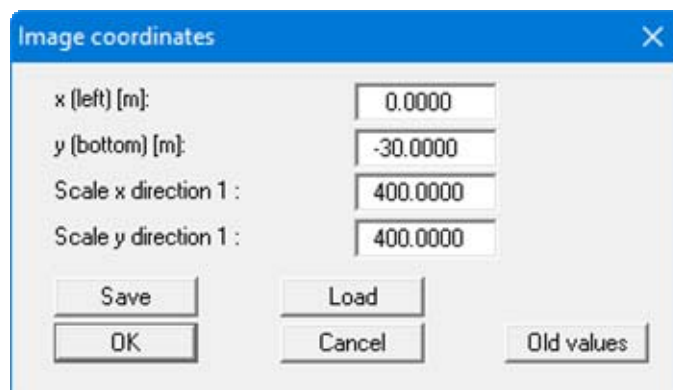 Image coordinates
x (left) [m]: 0.0000
y (bottom) [m]: -30.0000
Scale x direction 1 : 400.0000
Scale y direction 1 : 400.0000
Save Load
OK Cancel Old values